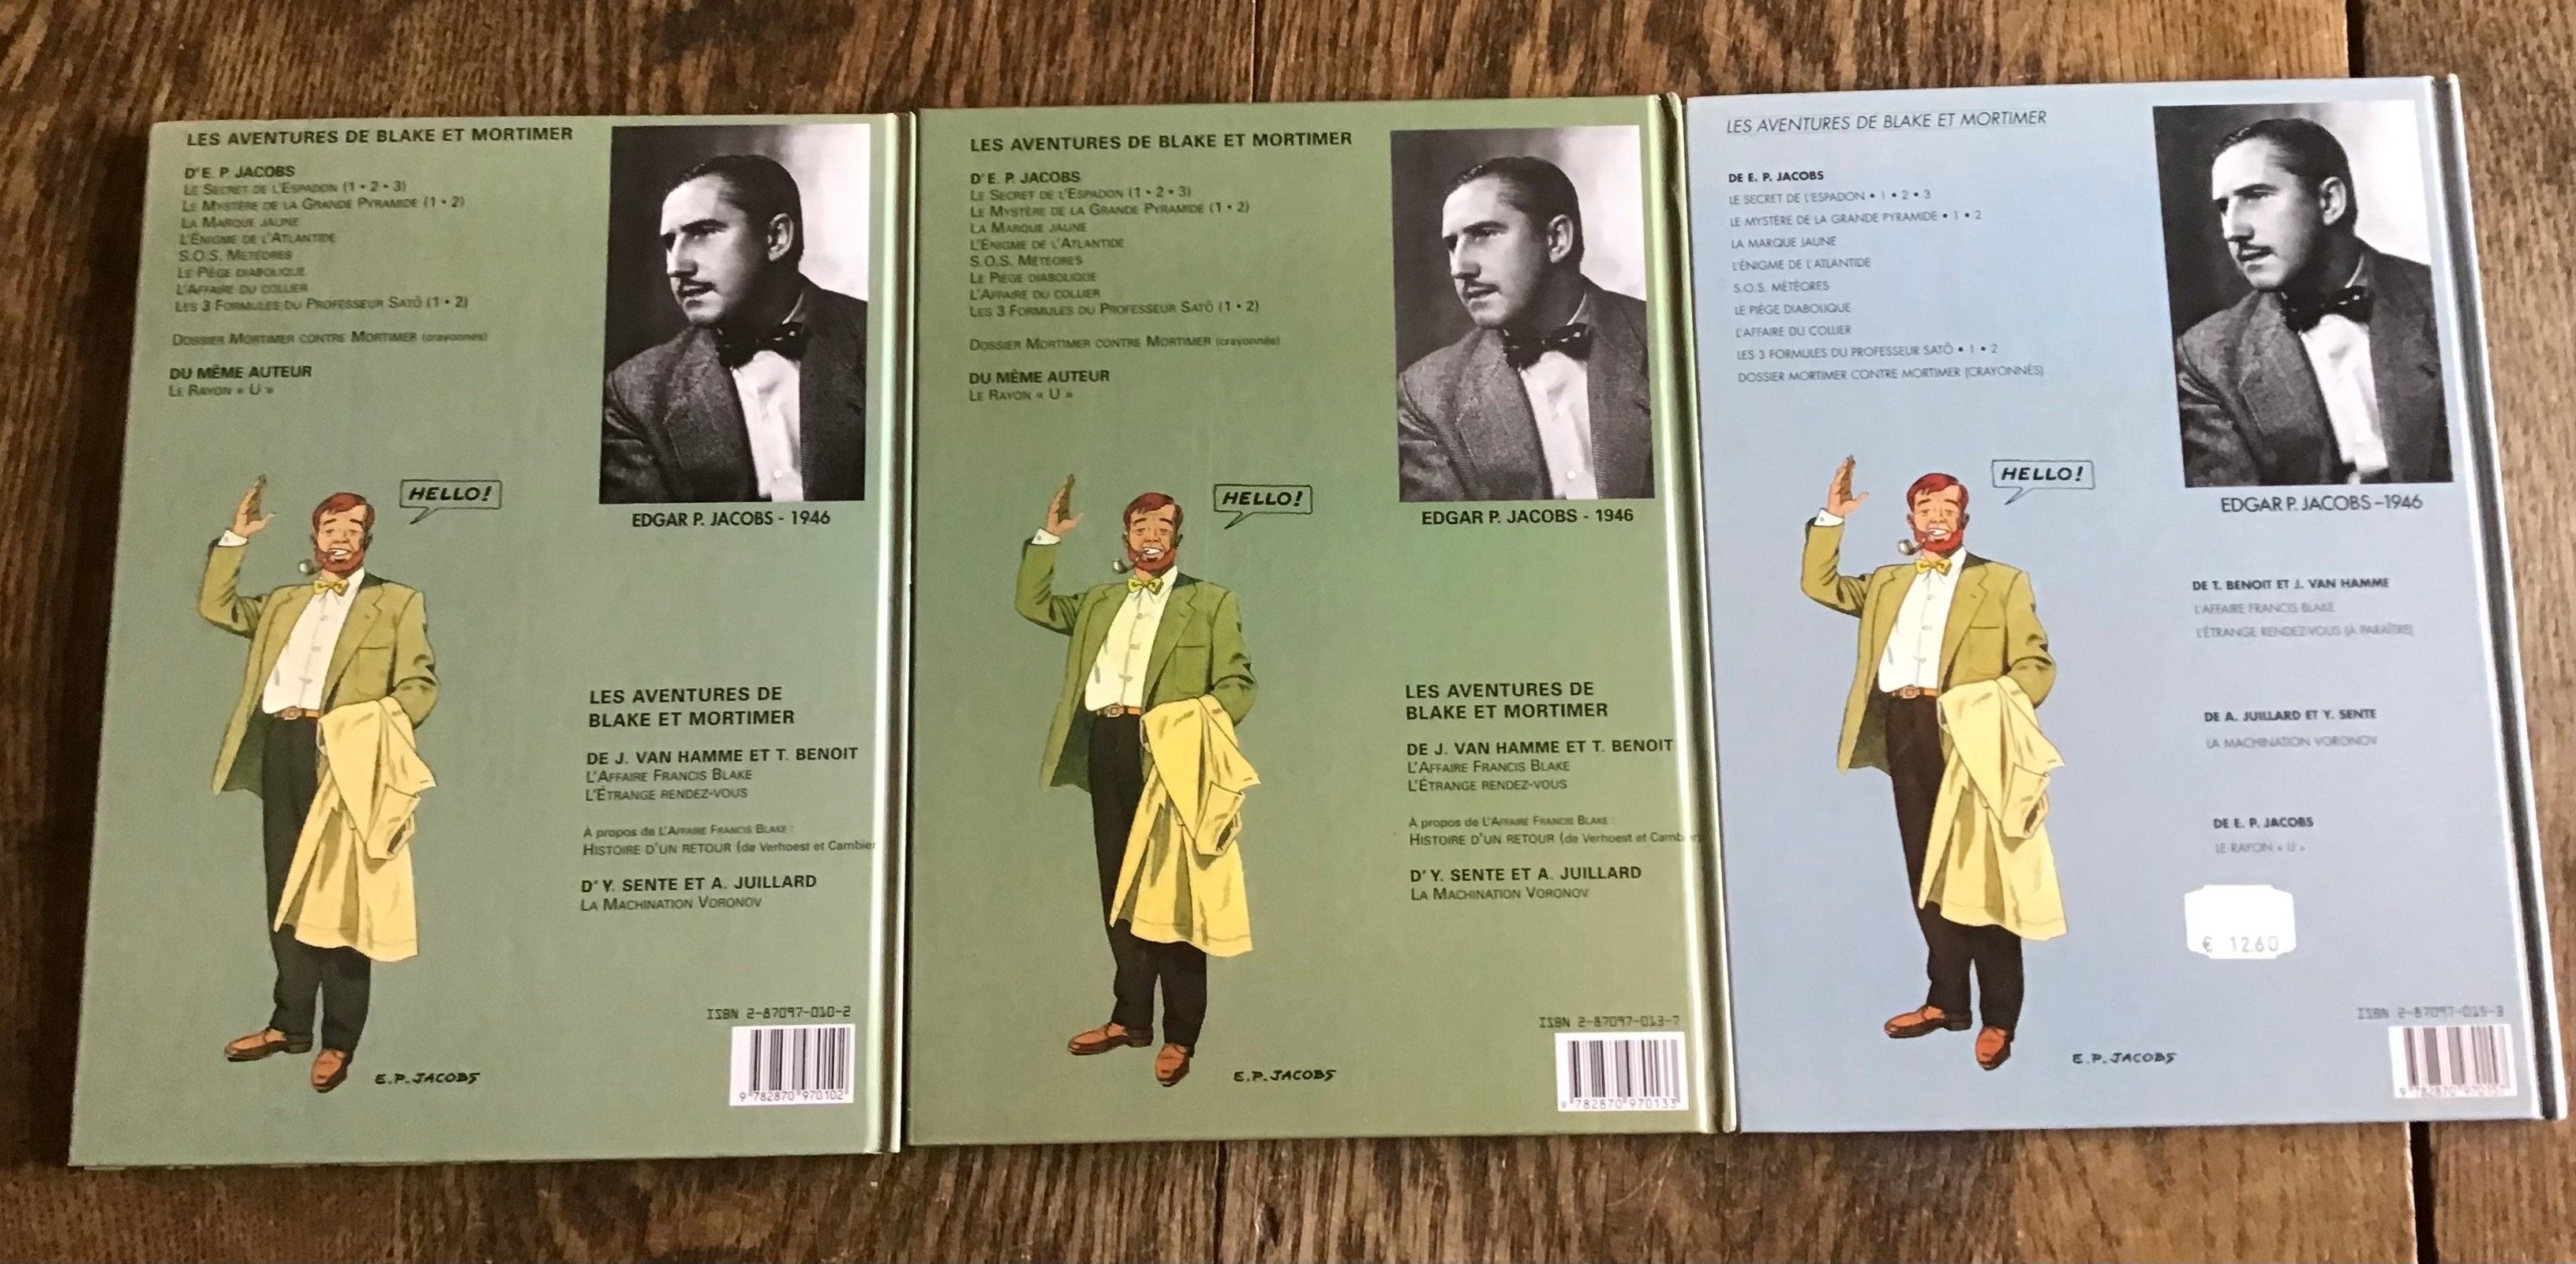 LES AVENTURES DE BLAKE ET MORTIMER
D'E. P. JACOBS
LE SECRET DE L'ESPADON (1 • 2 • 3)
LE MYSTÈRE DE LA GRANDE PYRAMIDE (1 • 2)
LA MARQUE JAUNE
L'ÉNIGME DE L'ATLANTIDE
S.O.S. MÉTÉORES
LE PIÈGE DIABOLIQUE
L'AFFAIRE DU COLLIER
LES 3 FORMULES DU PROFESSEUR SATÔ (1 • 2)
DOSSIER MORTIMER CONTRE MORTIMER (crayonnés)
DU MÊME AUTEUR
LE RAYON « U »
HELLO!
EDGAR P. JACOBS - 1946
LES AVENTURES DE
BLAKE ET MORTIMER
DE J. VAN HAMME ET T. BENOIT
L'AFFAIRE FRANCIS BLAKE
L'ÉTRANGE RENDEZ-VOUS
À propos de L'AFFAIRE FRANCIS BLAKE :
HISTOIRE D'UN RETOUR (de Verhoest et Cambier
D'Y. SENTE ET A. JUILLARD
LA MACHINATION VORONOV
ISBN 2-87097-010-2
9 782870 970102
E.P. JACOBS
LES AVENTURES DE BLAKE ET MORTIMER
D'E. P. JACOBS
LE SECRET DE L'ESPADON (1 • 2 • 3)
LE MYSTÈRE DE LA GRANDE PYRAMIDE (1 • 2)
LA MARQUE JAUNE
L'ÉNIGME DE L'ATLANTIDE
S.O.S. MÉTÉORES
LE PIÈGE DIABOLIQUE
L'AFFAIRE DU COLLIER
LES 3 FORMULES DU PROFESSEUR SATÔ (1 • 2)
DOSSIER MORTIMER CONTRE MORTIMER (crayonnés)
DU MÊME AUTEUR
LE RAYON « U »
HELLO!
EDGAR P. JACOBS - 1946
LES AVENTURES DE
BLAKE ET MORTIMER
DE J. VAN HAMME ET T. BENOIT
L'AFFAIRE FRANCIS BLAKE
L'ÉTRANGE RENDEZ-VOUS
À propos de L'AFFAIRE FRANCIS BLAKE :
HISTOIRE D'UN RETOUR (de Verhoest et Cambier
D'Y. SENTE ET A. JUILLARD
LA MACHINATION VORONOV
ISBN 2-87097-013-7
9 782870 970133
E.P. JACOBS
LES AVENTURES DE BLAKE ET MORTIMER
DE E. P. JACOBS
LE SECRET DE L'ESPADON • 1 • 2 • 3
LE MYSTÈRE DE LA GRANDE PYRAMIDE • 1 • 2
LA MARQUE JAUNE
L'ÉNIGME DE L'ATLANTIDE
S.O.S. MÉTÉORES
LE PIÈGE DIABOLIQUE
L'AFFAIRE DU COLLIER
LES 3 FORMULES DU PROFESSEUR SATÔ • 1 • 2
DOSSIER MORTIMER CONTRE MORTIMER (CRAYONNÉS)
HELLO!
EDGAR P. JACOBS – 1946
DE T. BENOIT ET J. VAN HAMME
L'AFFAIRE FRANCIS BLAKE
L'ÉTRANGE RENDEZ-VOUS (À PARAÎTRE)
DE A. JUILLARD ET Y. SENTE
LA MACHINATION VORONOV
DE E. P. JACOBS
LE RAYON « U »
€ 12.60
ISBN 2-87097-015-3
9 782870 970157
E.P. JACOBS